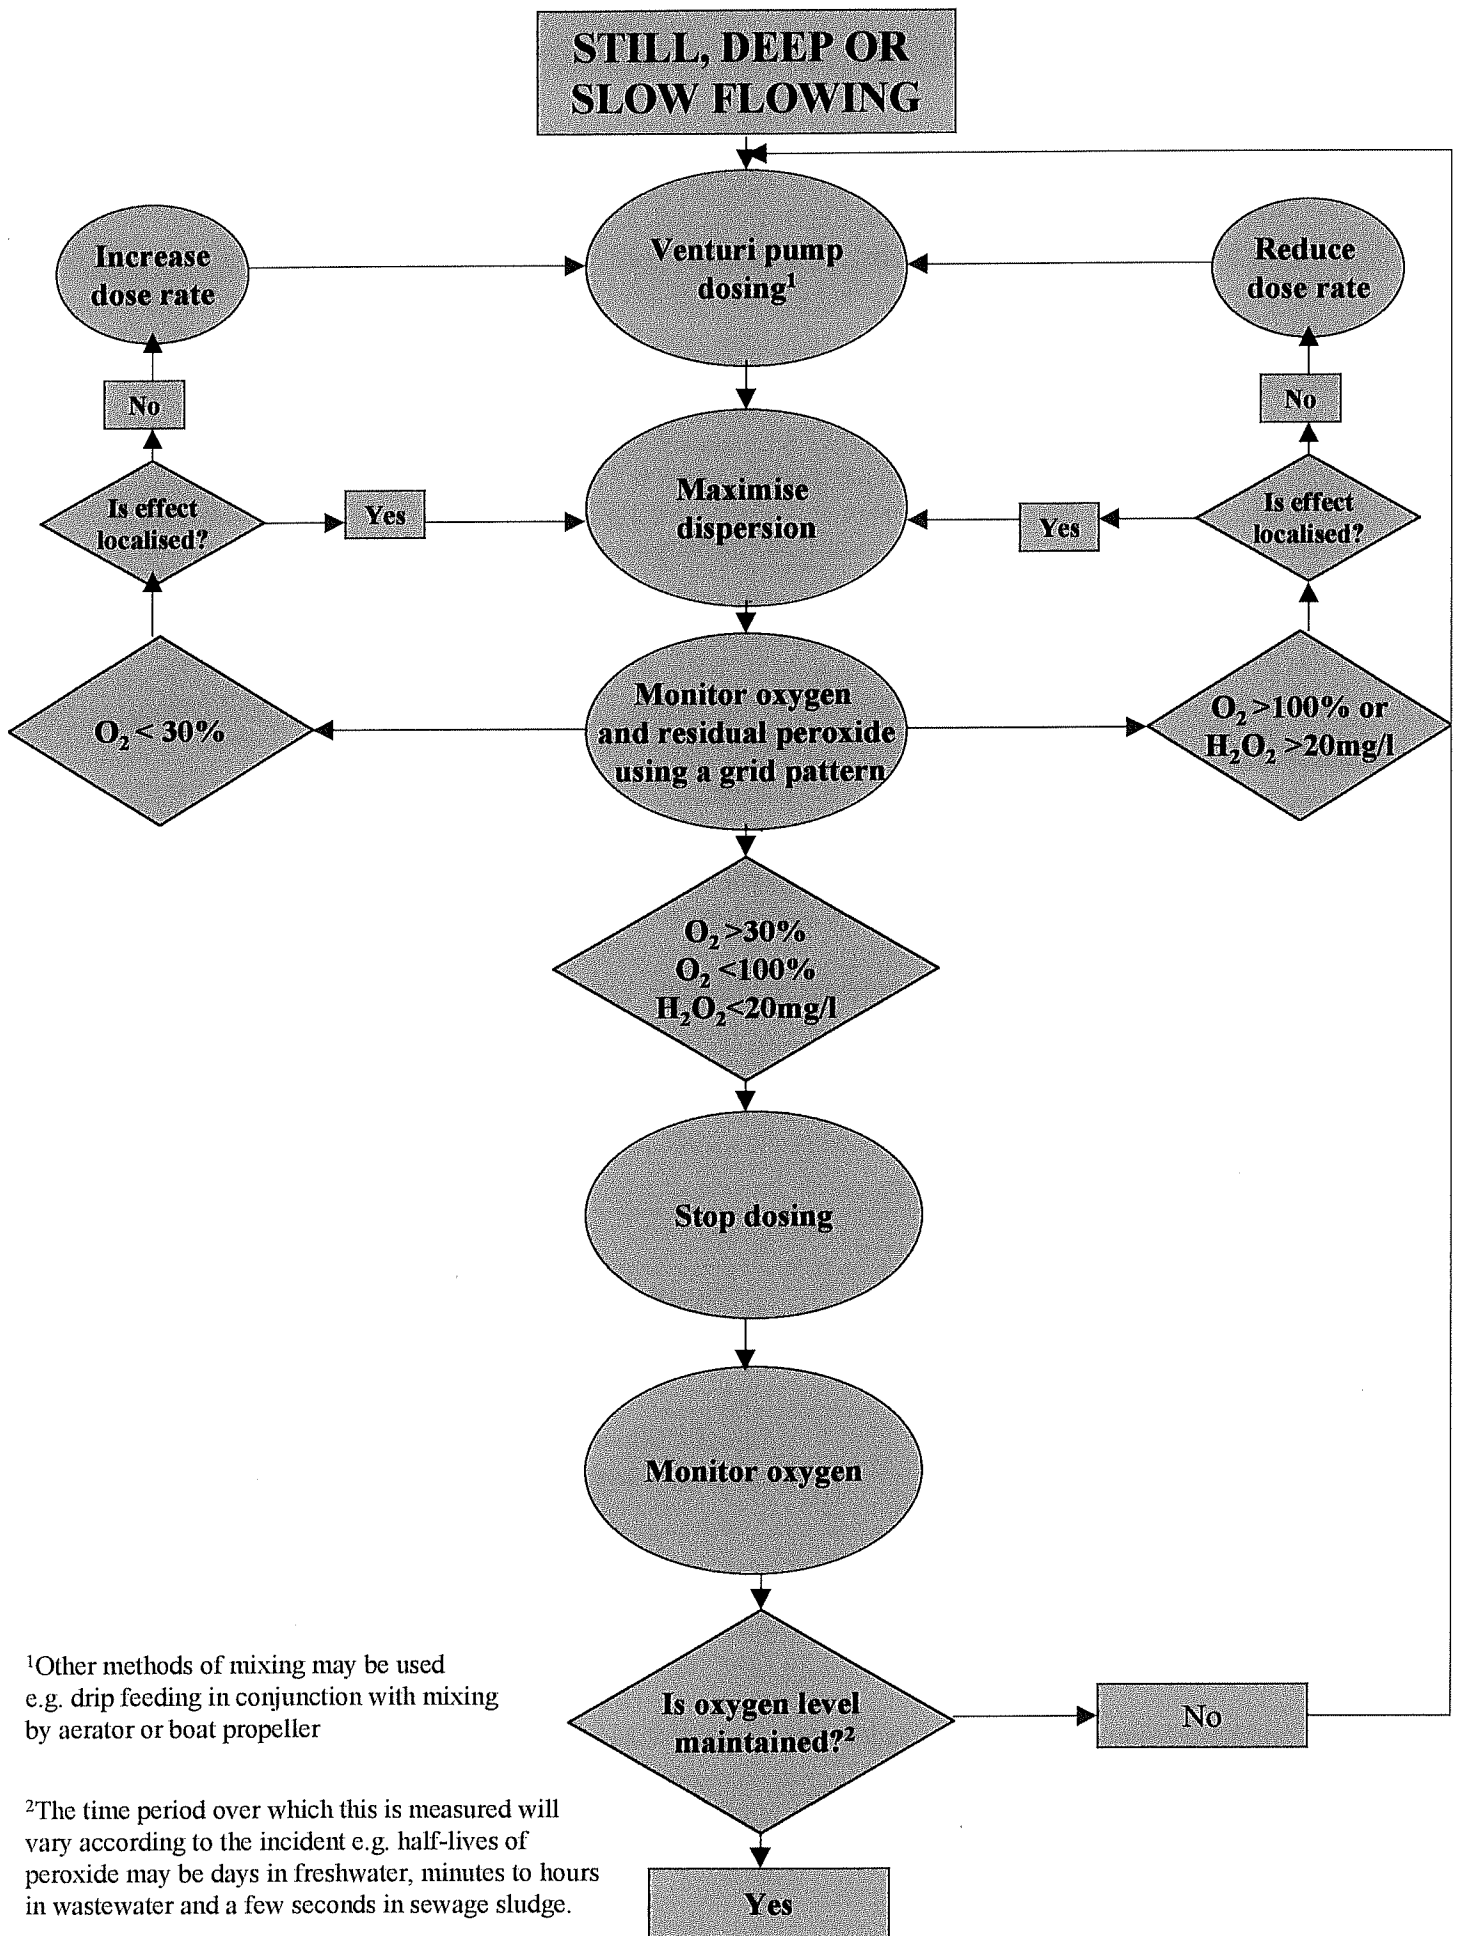 STILL, DEEP OR
SLOW FLOWING
Increase
dose rate
Venturi pump
dosing¹
Reduce
dose rate
No
No
Is effect
localised?
Yes
Maximise
dispersion
Yes
Is effect
localised?
O₂ < 30%
Monitor oxygen
and residual peroxide
using a grid pattern
O₂ >100% or
H₂O₂ >20mg/l
O₂ >30%
O₂ <100%
H₂O₂<20mg/l
Stop dosing
Monitor oxygen
Is oxygen level
maintained?²
No
Yes
¹Other methods of mixing may be used
e.g. drip feeding in conjunction with mixing
by aerator or boat propeller
²The time period over which this is measured will
vary according to the incident e.g. half-lives of
peroxide may be days in freshwater, minutes to hours
in wastewater and a few seconds in sewage sludge.